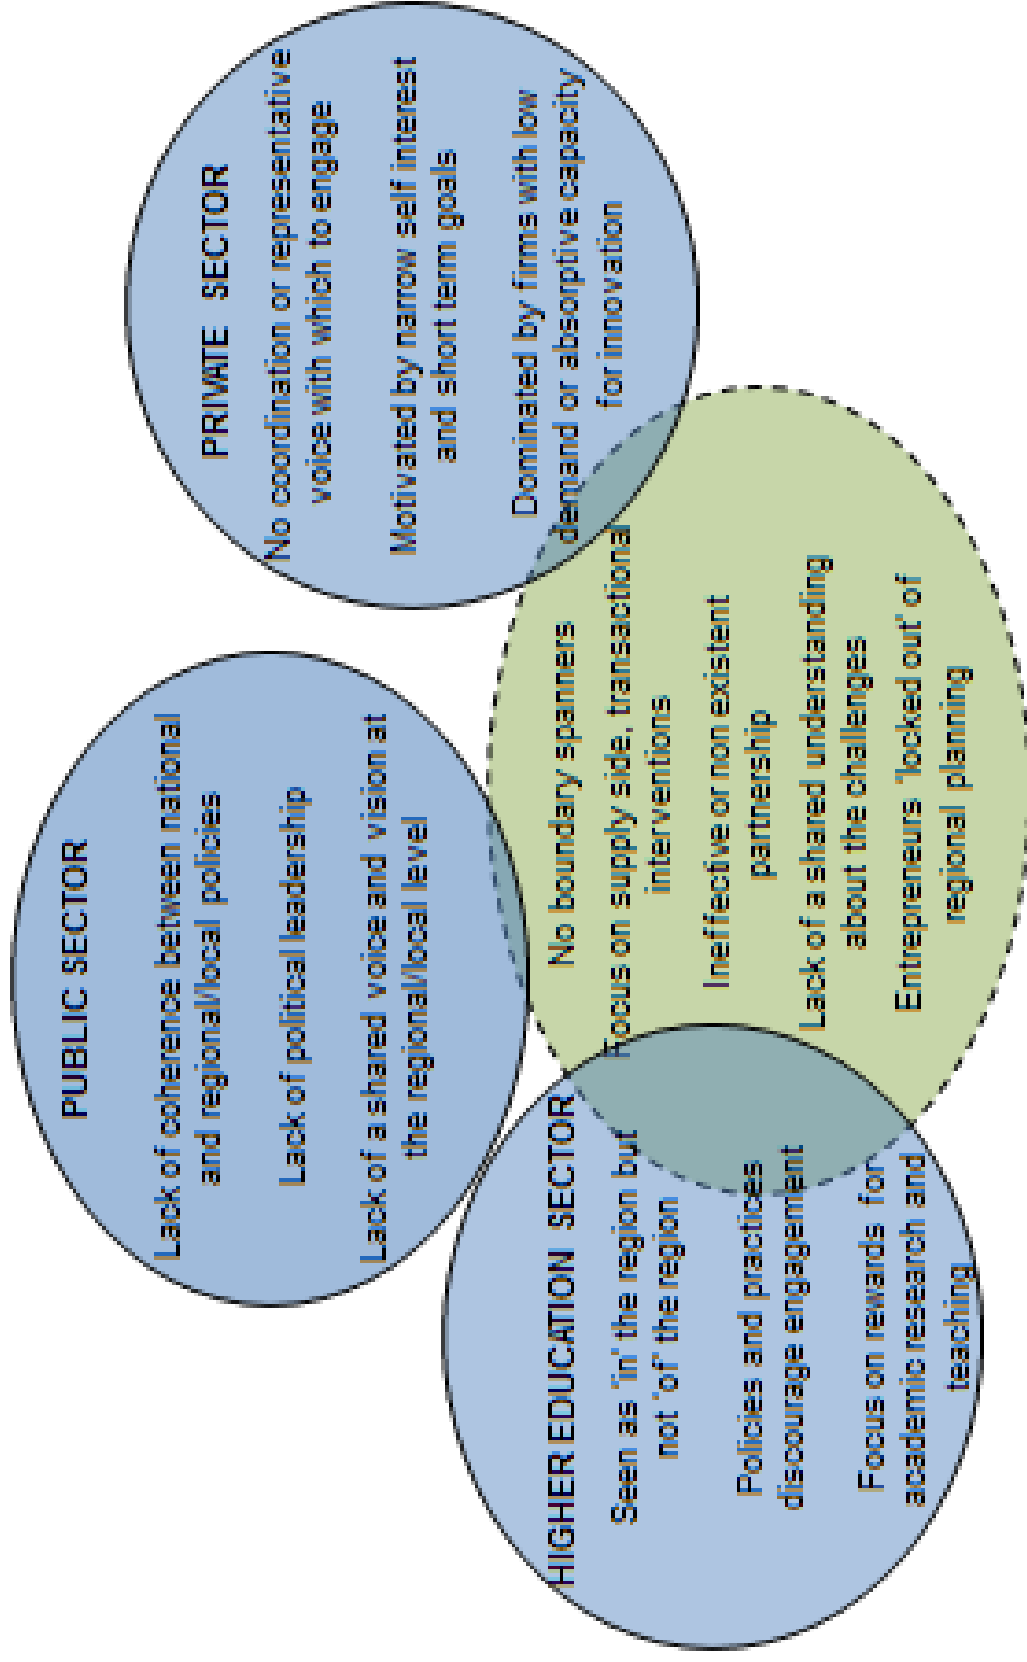 PUBLIC SECTOR
Lack of coherence between national
and regional/local policies
Lack of political leadership
Lack of a shared voice and vision at
the regional/local level
HIGHER EDUCATION SECTOR
Seen as 'in' the region but
not 'of' the region
Policies and practices
discourage engagement
Focus on rewards for
academic research and
teaching
No boundary spanners
Focus on supply side, transactional
interventions
Ineffective or non existent
partnership
Lack of a shared understanding
about the challenges
Entrepreneurs 'locked out' of
regional planning
PRIVATE SECTOR
No coordination or representative
voice with which to engage
Motivated by narrow self interest
and short term goals
Dominated by firms with low
demand or absorptive capacity
for innovation